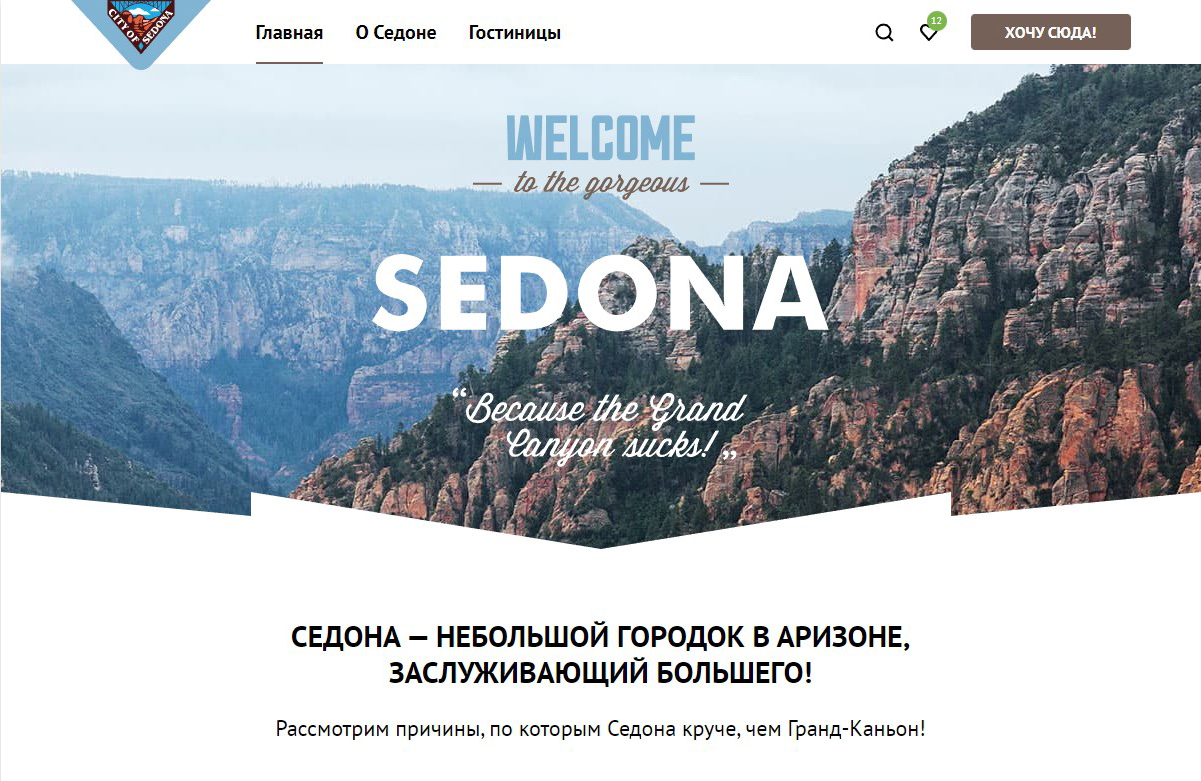 CITY OF SEDONA
Главная
О Седоне
Гостиницы
12
ХОЧУ СЮДА!
WELCOME
to the gorgeous
SEDONA
“Because the Grand
Canyon sucks!„
СЕДОНА — НЕБОЛЬШОЙ ГОРОДОК В АРИЗОНЕ,
ЗАСЛУЖИВАЮЩИЙ БОЛЬШЕГО!
Рассмотрим причины, по которым Седона круче, чем Гранд-Каньон!